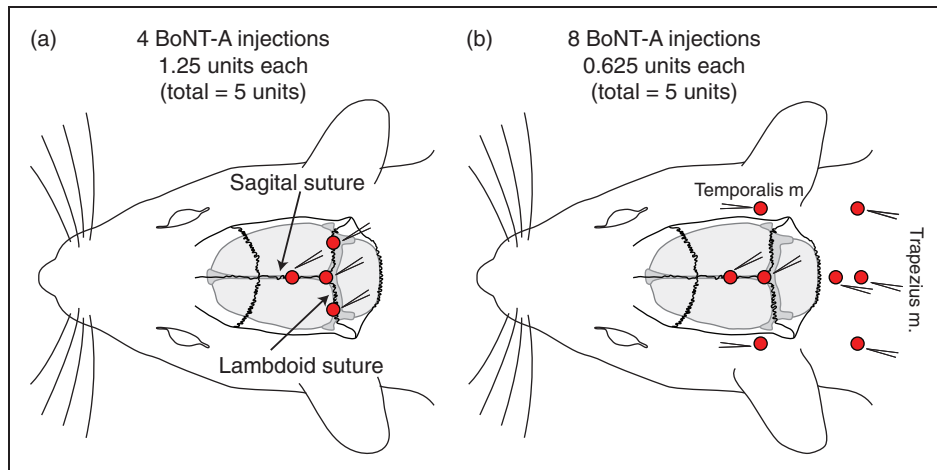 (a)
4 BoNT-A injections
1.25 units each
(total = 5 units)
Sagital suture
Lambdoid suture
(b)
8 BoNT-A injections
0.625 units each
(total = 5 units)
Temporalis m.
Trapezius m.